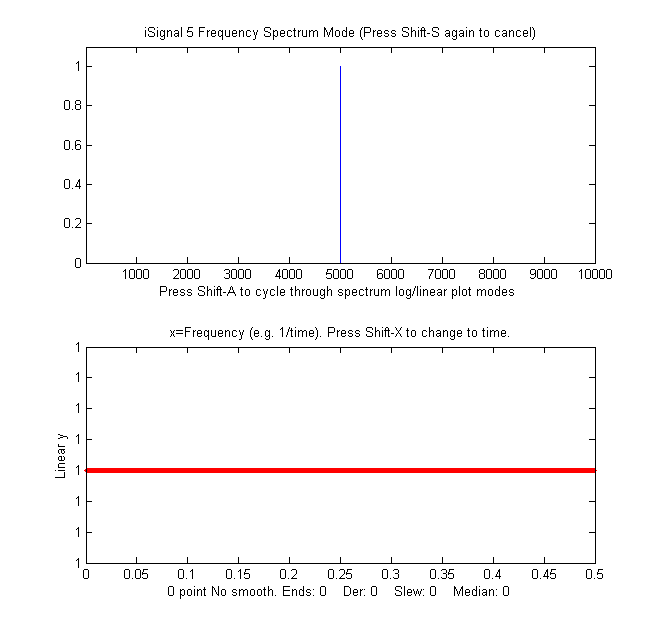 iSignal 5 Frequency Spectrum Mode (Press Shift-S again to cancel)
1
0.8
0.6
0.4
0.2
0
1000 2000 3000 4000 5000 6000 7000 8000 9000 10000
Press Shift-A to cycle through spectrum log/linear plot modes
x=Frequency (e.g. 1/time). Press Shift-X to change to time.
1
1
1
1
1
1
1
1
Linear y
0 0.05 0.1 0.15 0.2 0.25 0.3 0.35 0.4 0.45 0.5
0 point No smooth. Ends: 0 Der: 0 Slew: 0 Median: 0